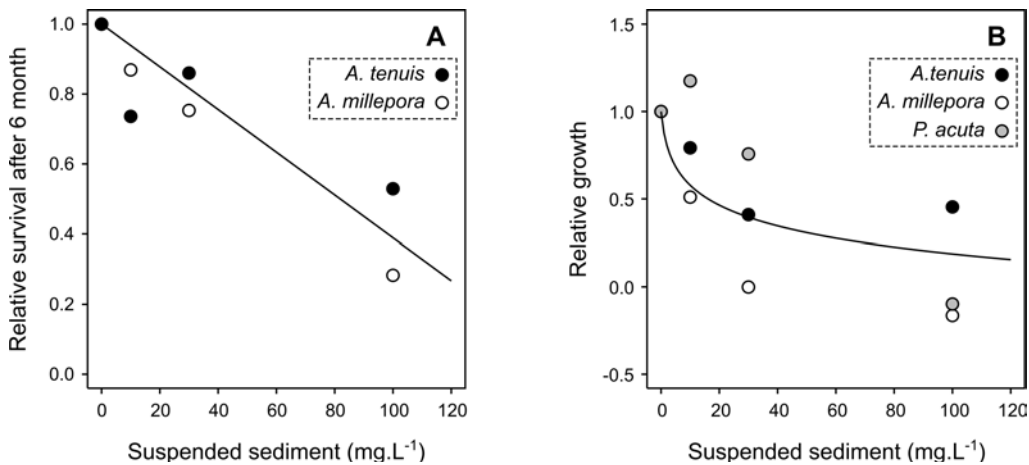 A
A. tenuis
A. millepora
Relative survival after 6 month
1.0
0.8
0.6
0.4
0.2
0.0
0 20 40 60 80 100 120
Suspended sediment (mg.L⁻¹)
B
A.tenuis
A. millepora
P. acuta
Relative growth
1.5
1.0
0.5
0.0
-0.5
0 20 40 60 80 100 120
Suspended sediment (mg.L⁻¹)